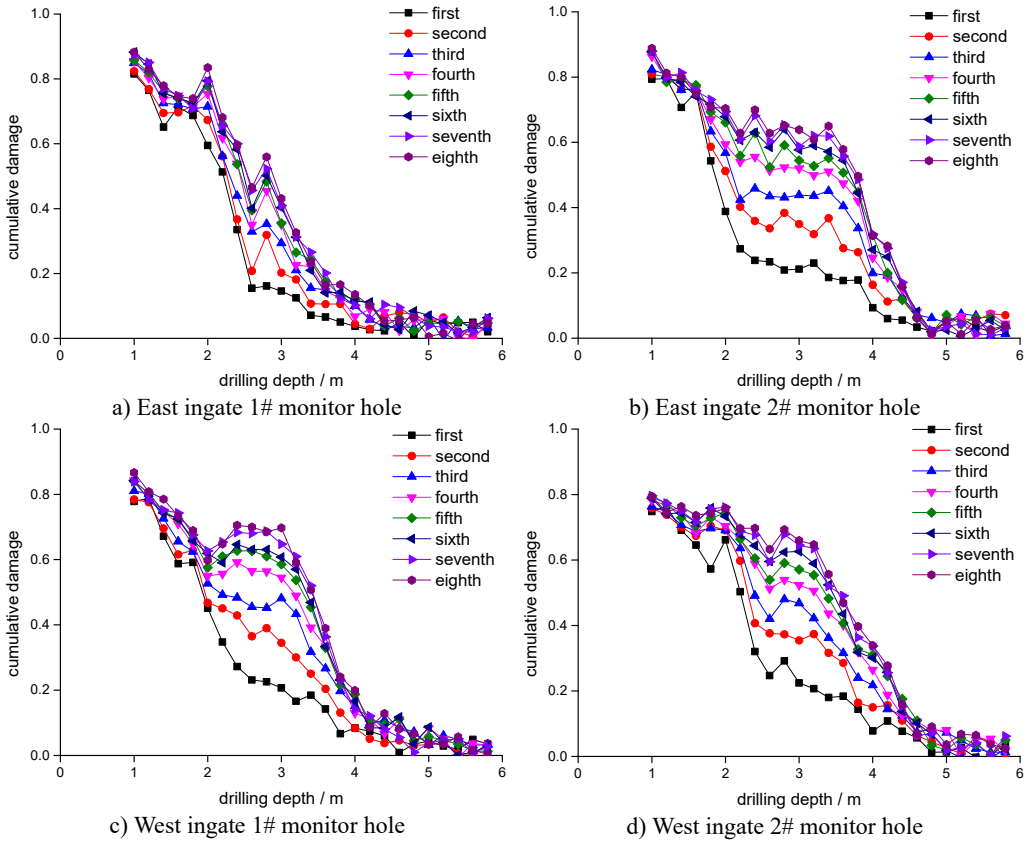 1.0
0.8
0.6
0.4
0.2
0.0
cumulative damage
0 1 2 3 4 5 6
drilling depth / m
first
second
third
fourth
fifth
sixth
seventh
eighth
a) East ingate 1# monitor hole
1.0
0.8
0.6
0.4
0.2
0.0
cumulative damage
0 1 2 3 4 5 6
drilling depth / m
first
second
third
fourth
fifth
sixth
seventh
eighth
b) East ingate 2# monitor hole
1.0
0.8
0.6
0.4
0.2
0.0
cumulative damage
0 1 2 3 4 5 6
drilling depth / m
first
second
third
fourth
fifth
sixth
seventh
eighth
c) West ingate 1# monitor hole
1.0
0.8
0.6
0.4
0.2
0.0
cumulative damage
0 1 2 3 4 5 6
drilling depth / m
first
second
third
fourth
fifth
sixth
seventh
eighth
d) West ingate 2# monitor hole